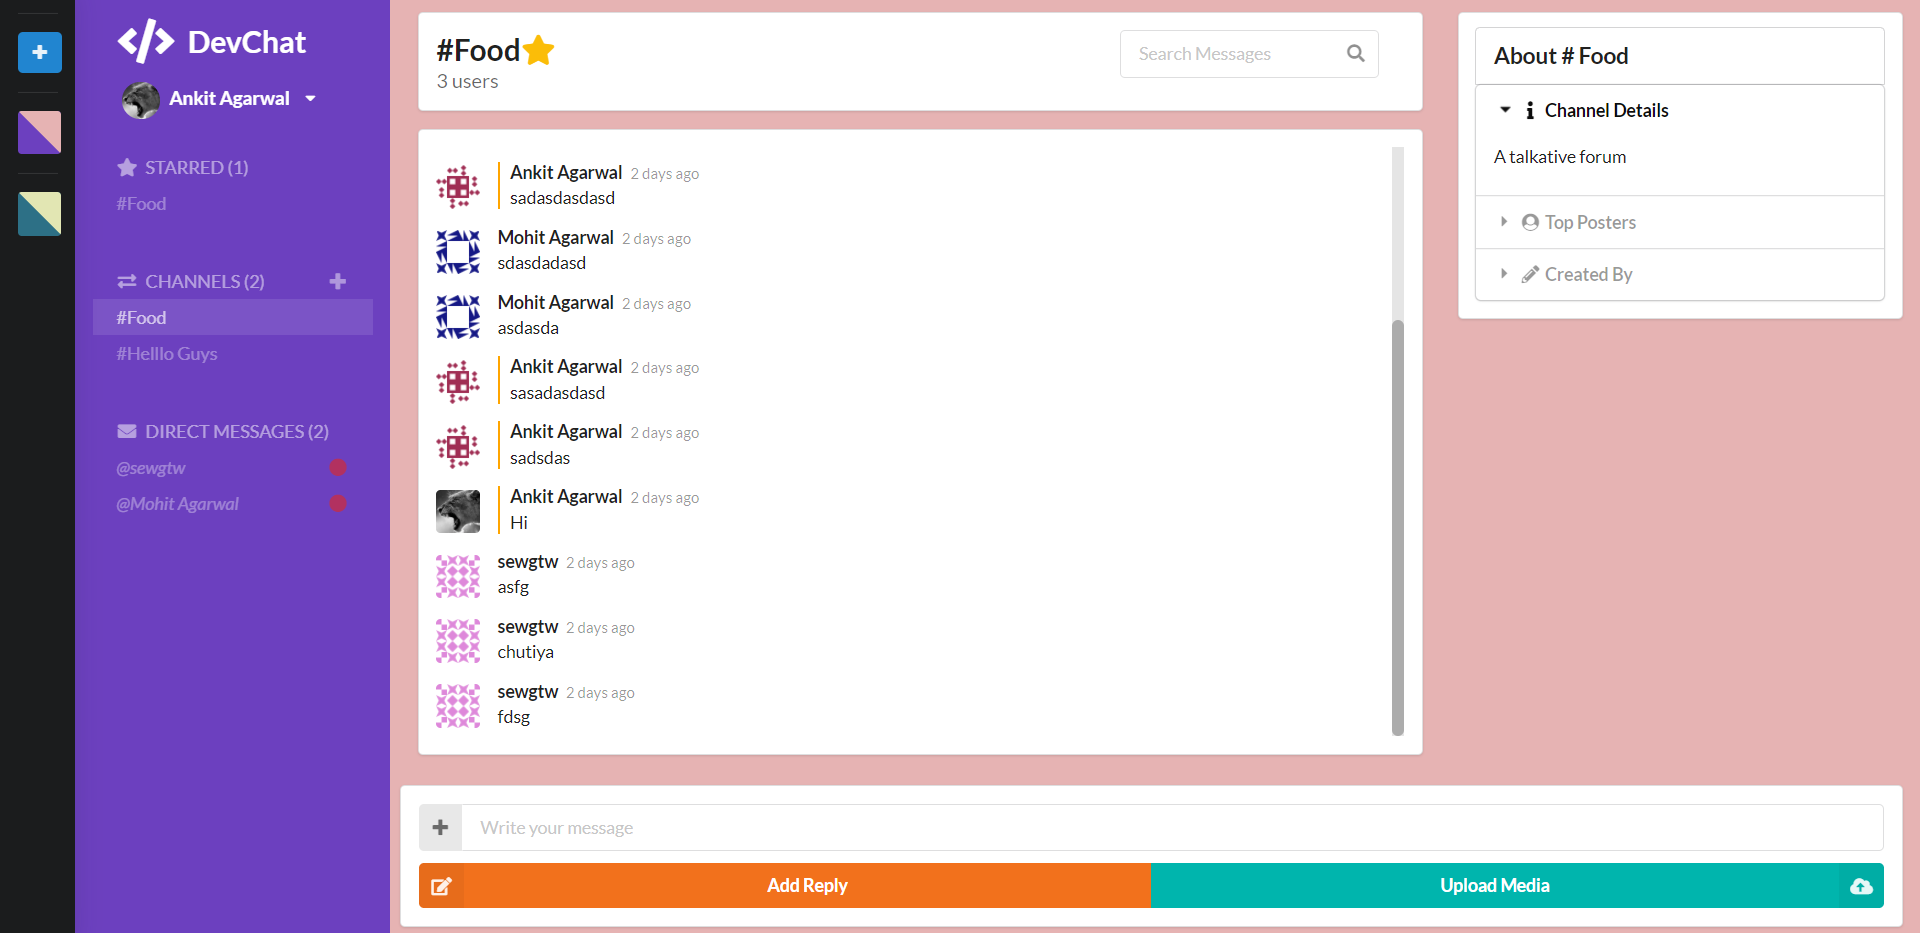 DevChat
Ankit Agarwal
STARRED (1)
#Food
CHANNELS (2)
#Food
#Helllo Guys
DIRECT MESSAGES (2)
@sewgtw
@Mohit Agarwal
#Food
3 users
Search Messages
Ankit Agarwal 2 days ago
sadasdasdasd
Mohit Agarwal 2 days ago
sdasdadasd
Mohit Agarwal 2 days ago
asdasda
Ankit Agarwal 2 days ago
sasadasdasd
Ankit Agarwal 2 days ago
sadsdas
Ankit Agarwal 2 days ago
Hi
sewgtw 2 days ago
asfg
sewgtw 2 days ago
chutiya
sewgtw 2 days ago
fdsg
Write your message
Add Reply
Upload Media
About # Food
Channel Details
A talkative forum
Top Posters
Created By